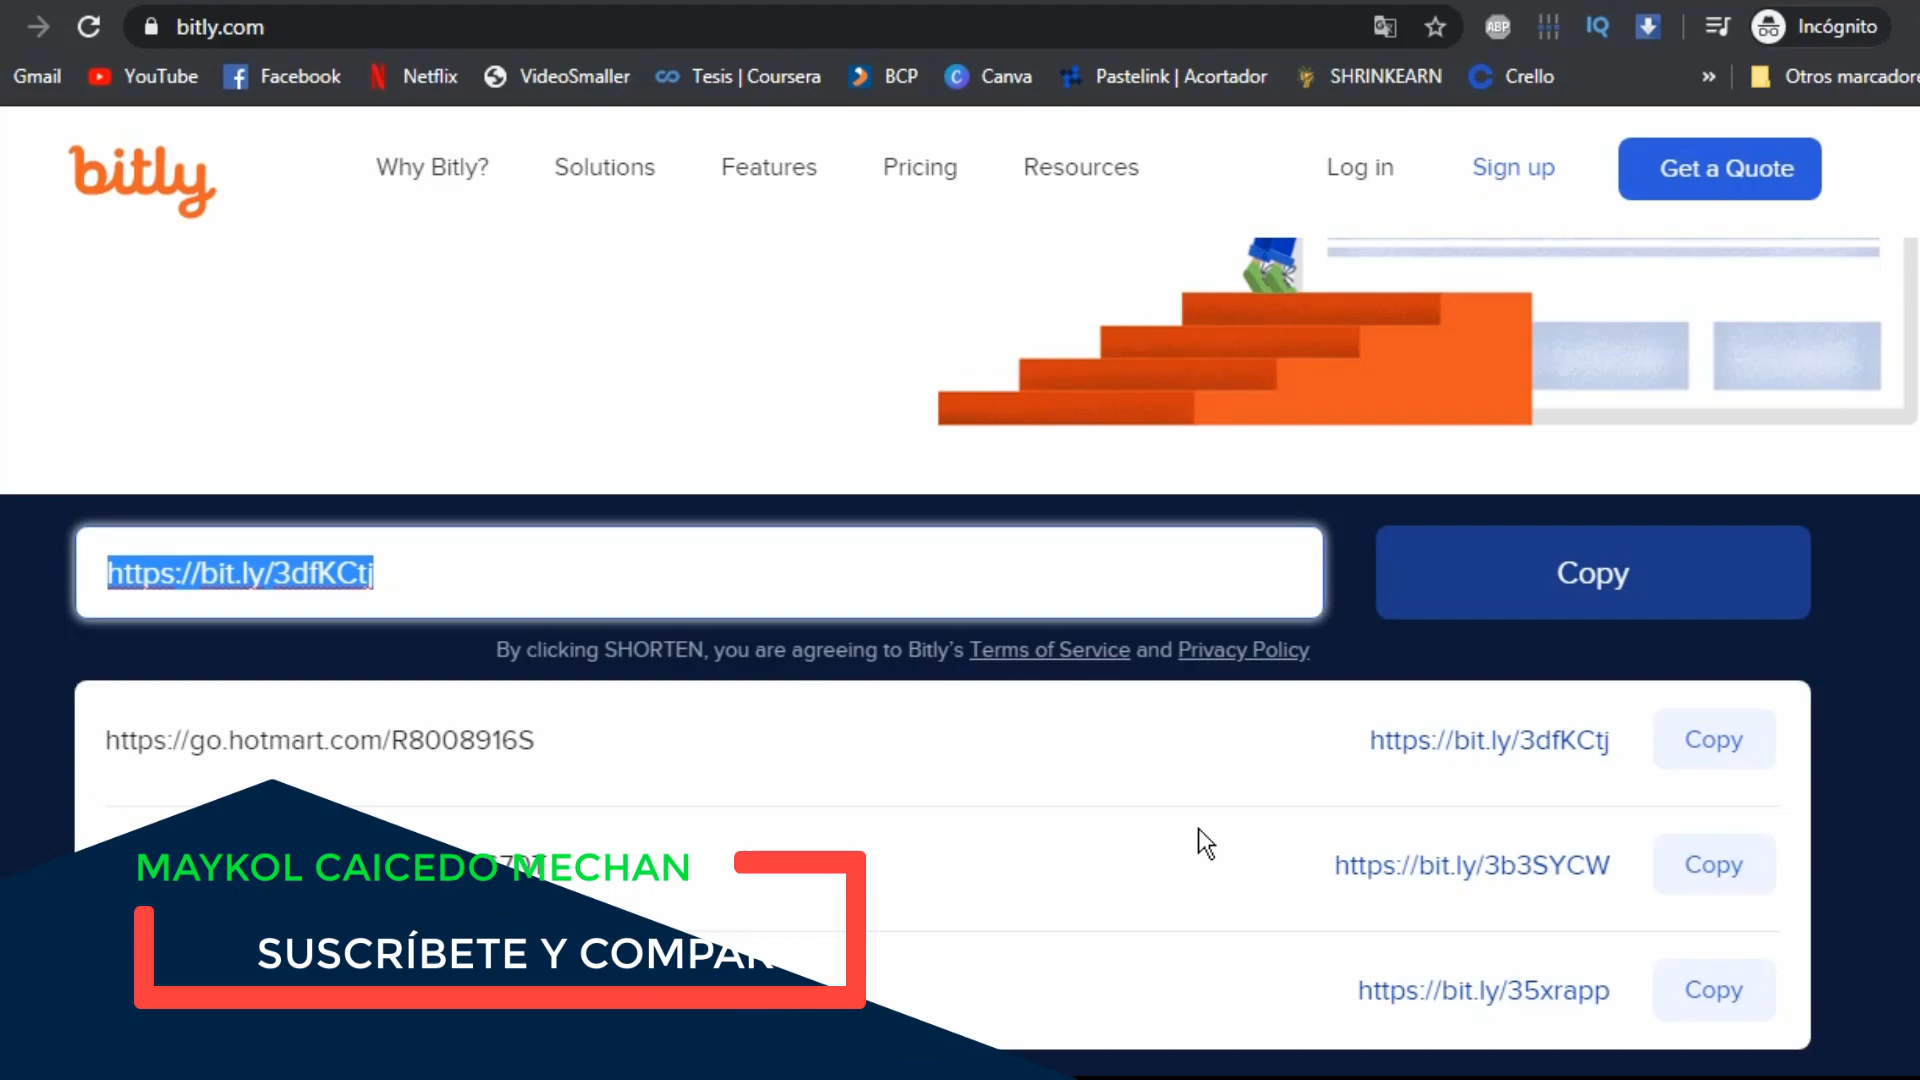 bitly.com
ABP
IQ
Incógnito
Gmail YouTube Facebook Netflix VideoSmaller Tesis | Coursera BCP Canva Pastelink | Acortador SHRINKEARN Crello » Otros marcadore
bitly
Why Bitly? Solutions Features Pricing Resources Log in Sign up Get a Quote
https://bit.ly/3dfKCtj
Copy
By clicking SHORTEN, you are agreeing to Bitly's Terms of Service and Privacy Policy
https://go.hotmart.com/R8008916S https://bit.ly/3dfKCtj Copy
https://bit.ly/3b3SYCW Copy
MAYKOL CAICEDO MECHAN
SUSCRÍBETE Y COMPAR
https://bit.ly/35xrapp Copy